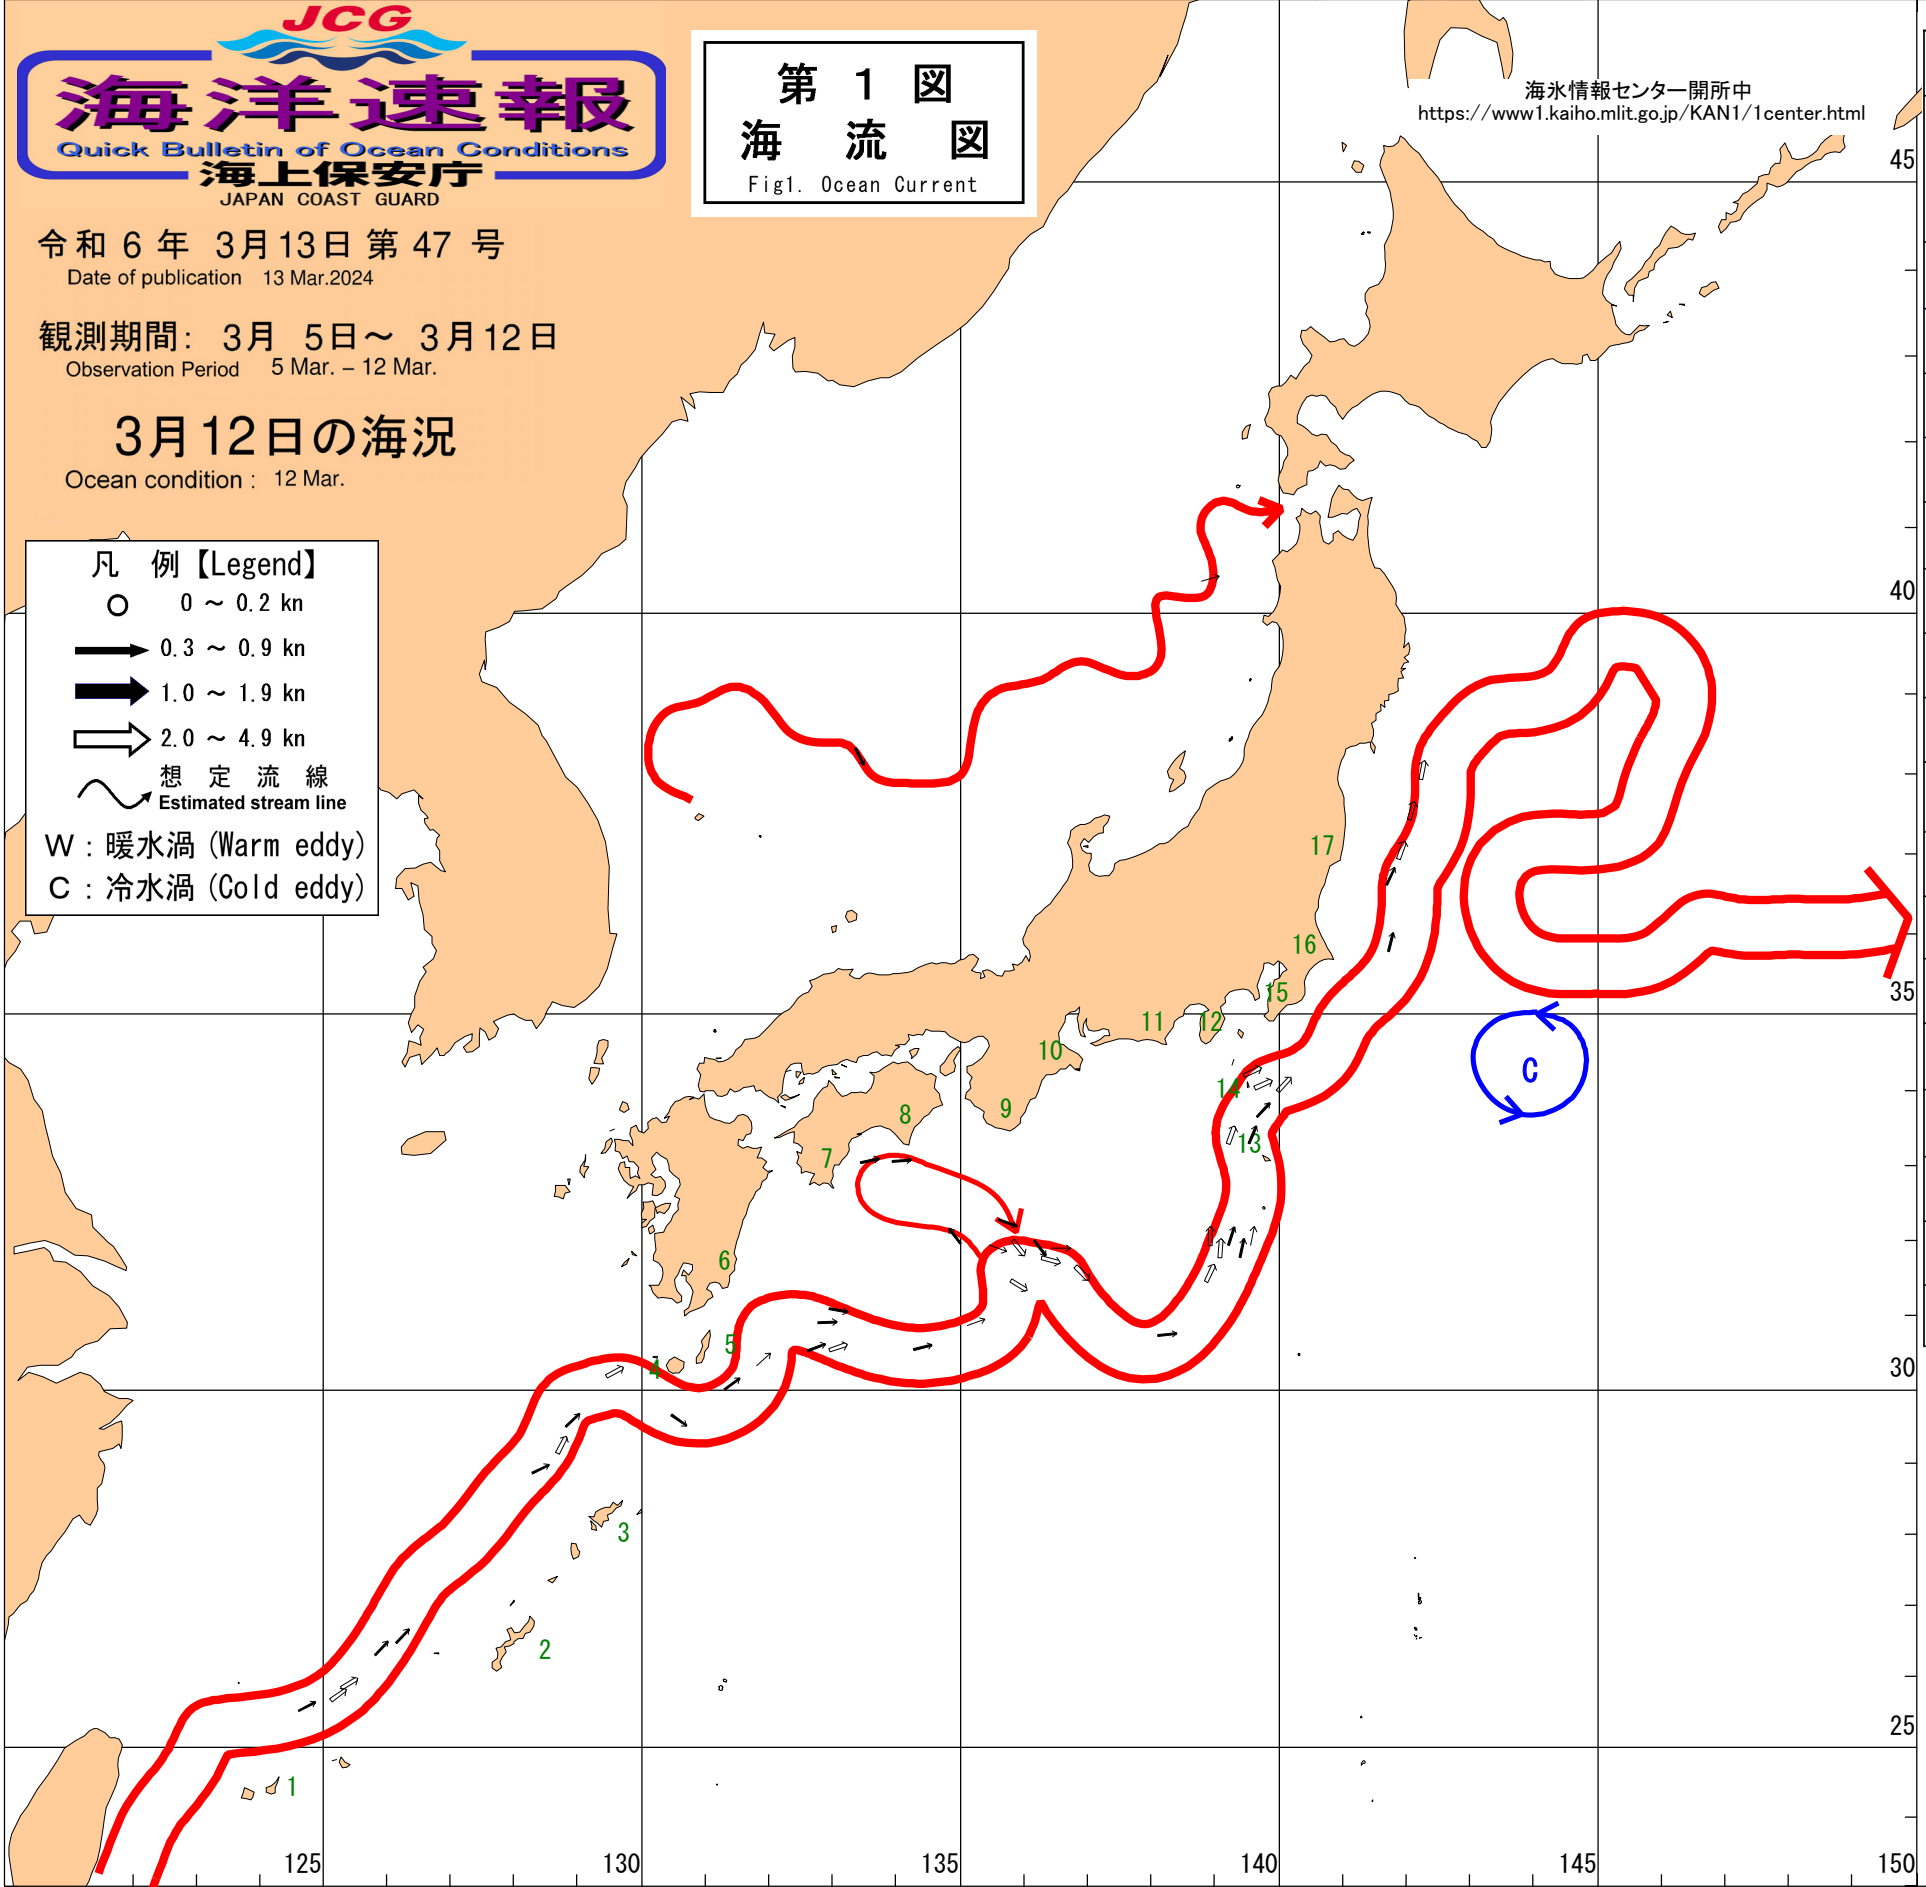 JCG
海洋速報
Quick Bulletin of Ocean Conditions
海上保安庁
JAPAN COAST GUARD
令和 6 年 3月13日 第 47 号
Date of publication 13 Mar.2024
観測期間: 3月 5日～ 3月12日
Observation Period 5 Mar. – 12 Mar.
3月12日の海況
Ocean condition : 12 Mar.
第 1 図
海 流 図
Fig1. Ocean Current
海氷情報センター開所中
https://www1.kaiho.mlit.go.jp/KAN1/1center.html
凡 例【Legend】
0 ～ 0.2 kn
0.3 ～ 0.9 kn
1.0 ～ 1.9 kn
2.0 ～ 4.9 kn
想 定 流 線
Estimated stream line
W : 暖水渦 (Warm eddy)
C : 冷水渦 (Cold eddy)
45
40
35
30
25
17
16
15
14
13
12
11
10
9
8
7
6
5
4
3
2
1
C
125
130
135
140
145
150